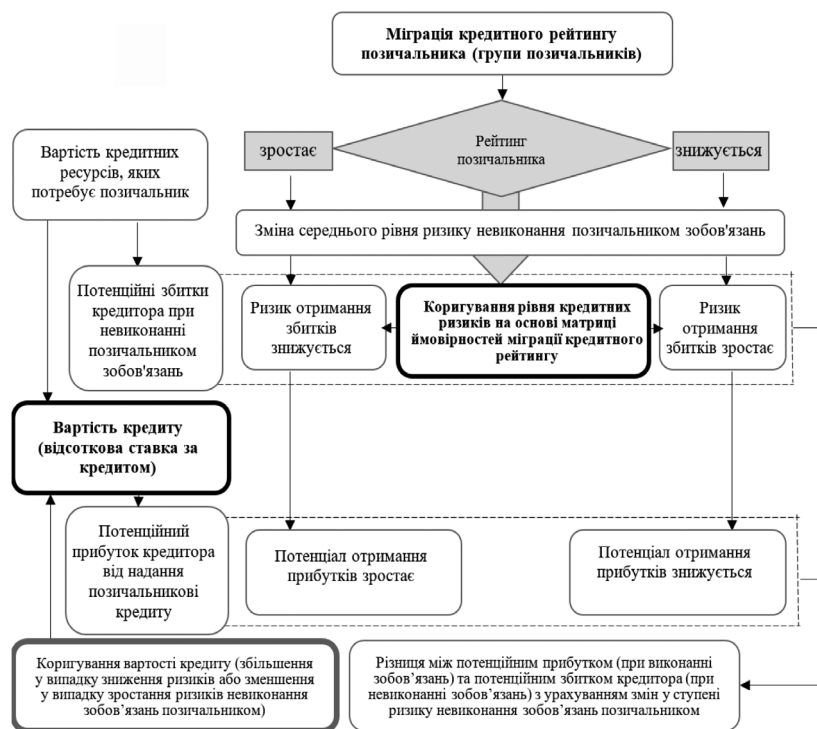 Міграція кредитного рейтингу
позичальника (групи позичальників)
зростає
Рейтинг
позичальника
знижується
Вартість кредитних
ресурсів, яких
потребує позичальник
Зміна середнього рівня ризику невиконання позичальником зобов'язань
Потенційні збитки
кредитора при
невиконанні
позичальником
зобов'язань
Ризик отримання
збитків
знижується
Коригування рівня кредитних
ризиків на основі матриці
ймовірностей міграції кредитного
рейтингу
Ризик
отримання
збитків зростає
Вартість кредиту
(відсоткова ставка за
кредитом)
Потенційний
прибуток кредитора
від надання
позичальникові
кредиту
Потенціал отримання
прибутків зростає
Потенціал отримання
прибутків знижується
Коригування вартості кредиту (збільшення
у випадку зниження ризиків або зменшення
у випадку зростання ризиків невиконання
зобов’язань позичальником)
Різниця між потенційним прибутком (при виконанні
зобов’язань) та потенційним збитком кредитора (при
невиконанні зобов’язань) з урахуванням змін у ступені
ризику невиконання зобов’язань позичальником